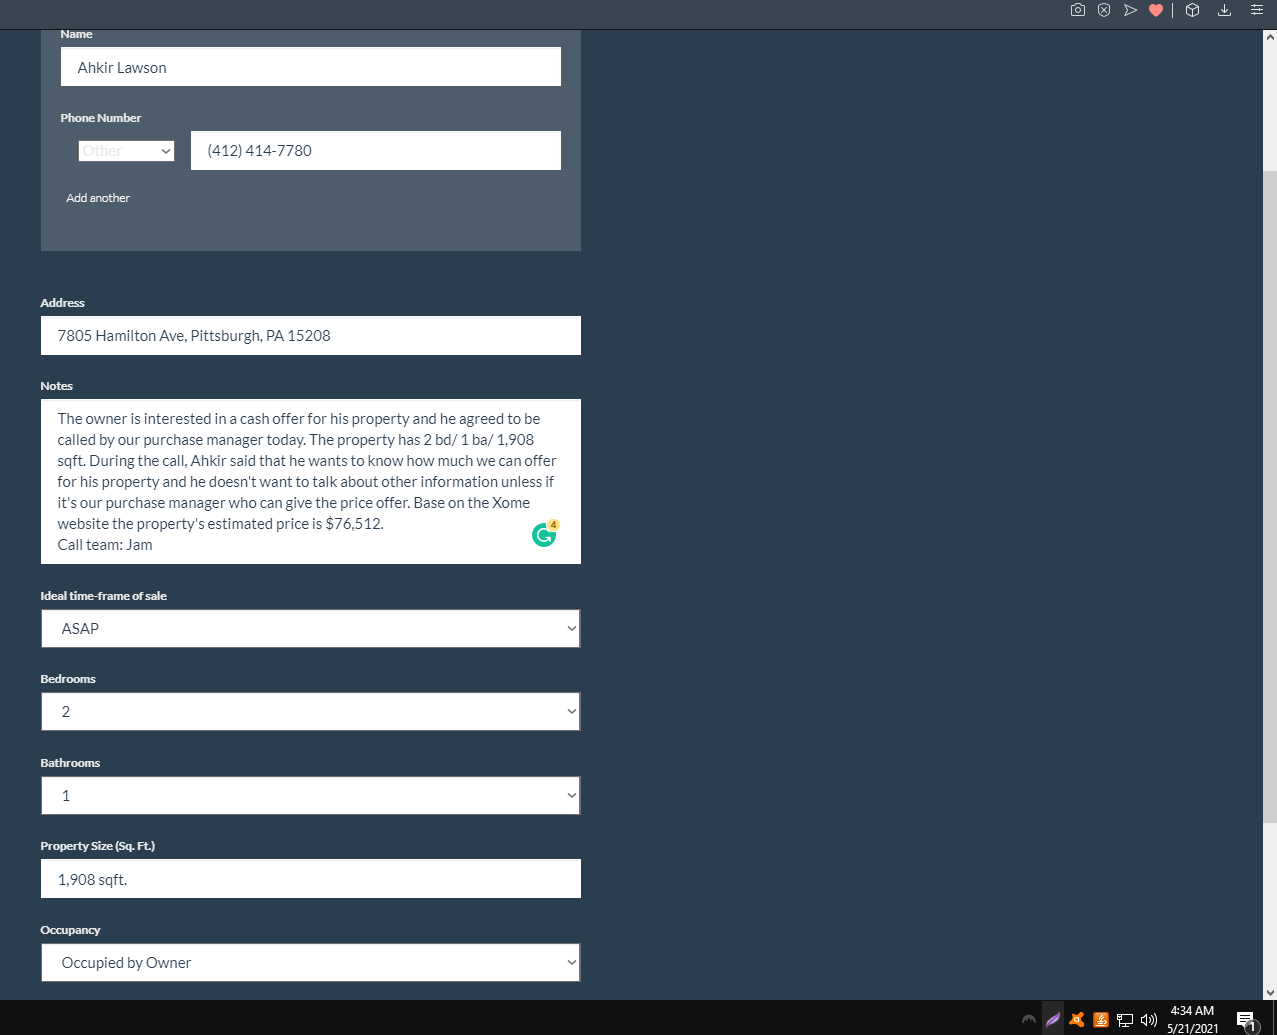 Name
Ahkir Lawson
Phone Number
Other
(412) 414-7780
Add another
Address
7805 Hamilton Ave, Pittsburgh, PA 15208
Notes
The owner is interested in a cash offer for his property and he agreed to be
called by our purchase manager today. The property has 2 bd/ 1 ba/ 1,908
sqft. During the call, Ahkir said that he wants to know how much we can offer
for his property and he doesn't want to talk about other information unless if
it's our purchase manager who can give the price offer. Base on the Xome
website the property's estimated price is $76,512.
4
Call team: Jam
Ideal time-frame of sale
ASAP
Bedrooms
2
Bathrooms
1
Property Size (Sq. Ft.)
1,908 sqft.
Occupancy
Occupied by Owner
4:34 AM
5/21/2021
1